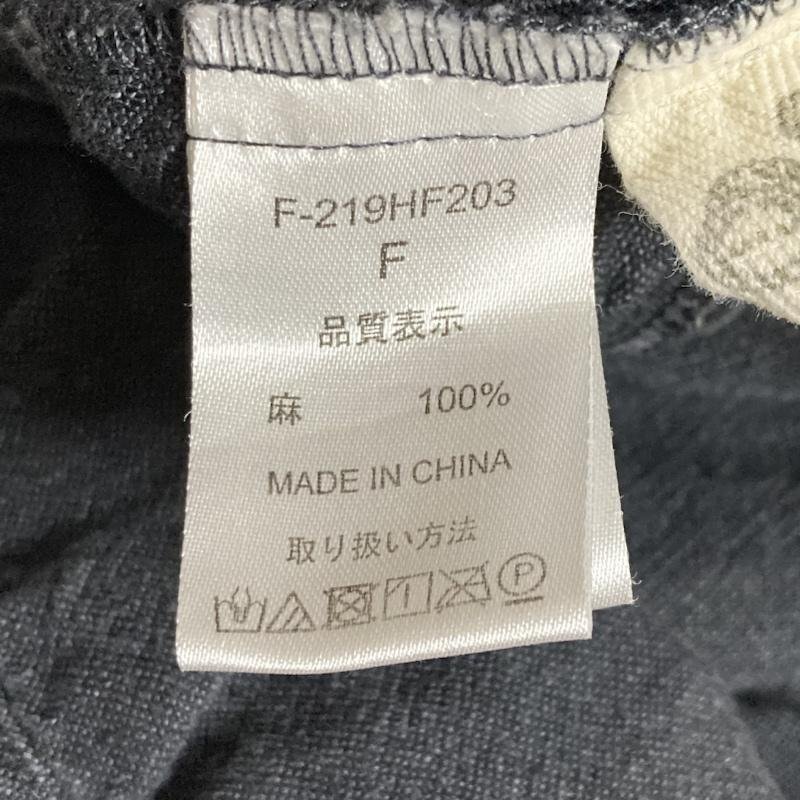 F-219HF203
F
品質表示
麻 100%
MADE IN CHINA
取り扱い方法
P